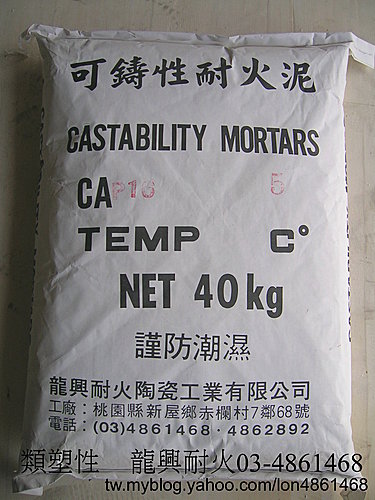 可鑄性耐火泥
CASTABILITY MORTARS
CA P16 5
TEMP C°
NET 40kg
謹防潮濕
龍興耐火陶瓷工業有限公司
工廠：桃園縣新屋鄉赤欄村7鄰68號
電話：(03)4861468．4862892
類塑性 龍興耐火03-4861468
tw.myblog.yahoo.com/lon4861468